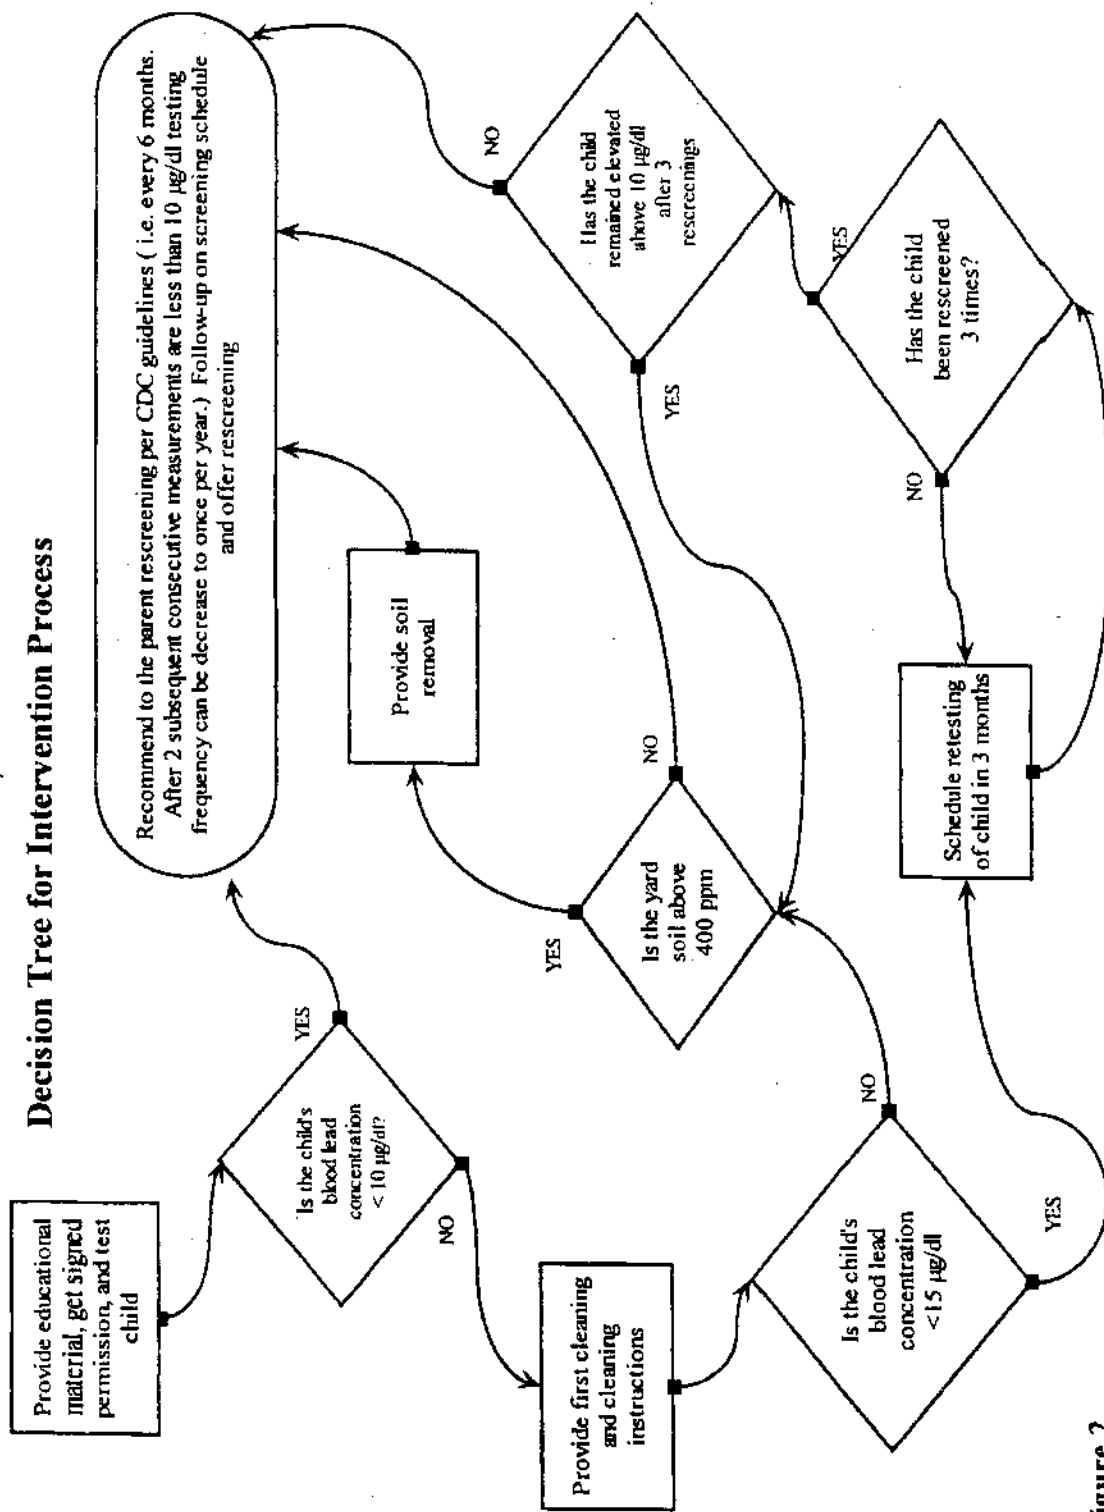 Decision Tree for Intervention Process
Provide educational
material, get signed
permission, and test
child
Is the child's
blood lead
concentration
< 10 µg/dl?
YES
NO
Recommend to the parent rescreening per CDC guidelines ( i.e. every 6 months.
After 2 subsequent consecutive measurements are less than 10 µg/dl testing
frequency can be decrease to once per year.) Follow-up on screening schedule
and offer rescreening
Provide first cleaning
and cleaning
instructions
Is the child's
blood lead
concentration
<15 µg/dl
NO
YES
Is the yard
soil above
400 ppm
YES
NO
Provide soil
removal
Schedule retesting
of child in 3 months
Has the child
been rescreened
3 times?
NO
YES
Has the child
remained elevated
above 10 µg/dl
after 3
rescreenings
YES
NO